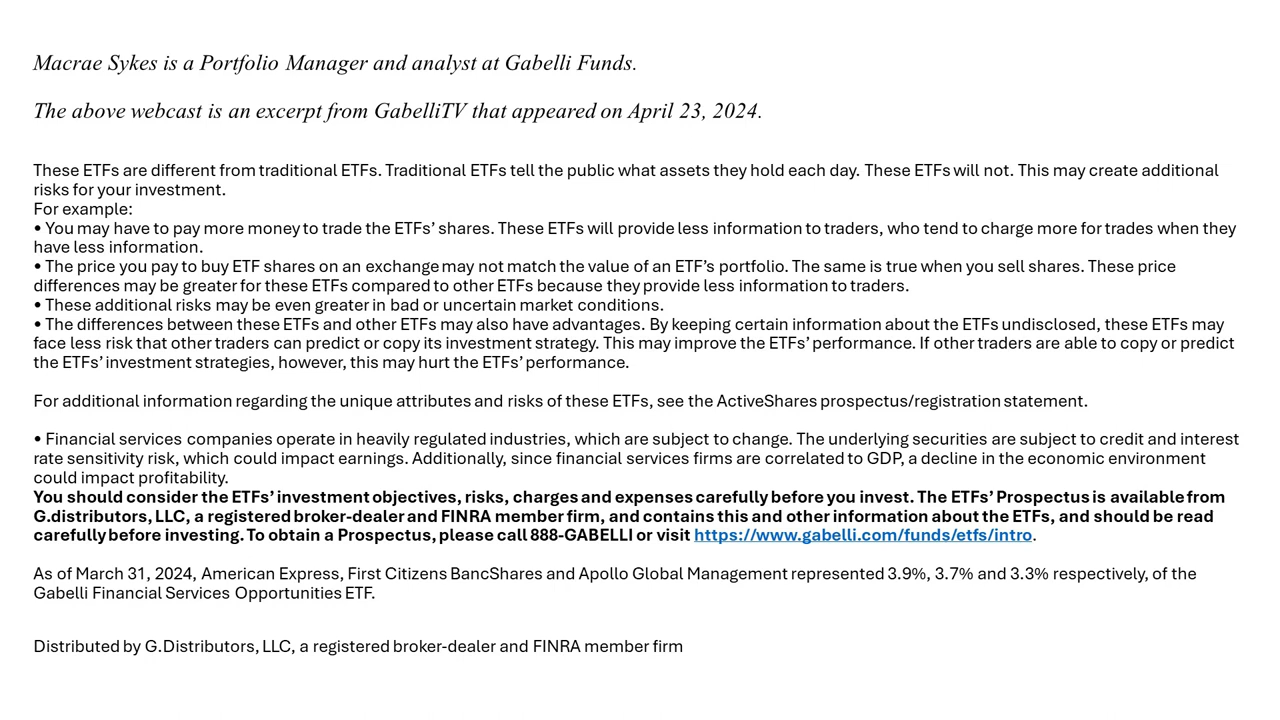 Macrae Sykes is a Portfolio Manager and analyst at Gabelli Funds.
The above webcast is an excerpt from GabelliTV that appeared on April 23, 2024.
These ETFs are different from traditional ETFs. Traditional ETFs tell the public what assets they hold each day. These ETFs will not. This may create additional
risks for your investment.
For example:
• You may have to pay more money to trade the ETFs’ shares. These ETFs will provide less information to traders, who tend to charge more for trades when they
have less information.
• The price you pay to buy ETF shares on an exchange may not match the value of an ETF’s portfolio. The same is true when you sell shares. These price
differences may be greater for these ETFs compared to other ETFs because they provide less information to traders.
• These additional risks may be even greater in bad or uncertain market conditions.
• The differences between these ETFs and other ETFs may also have advantages. By keeping certain information about the ETFs undisclosed, these ETFs may
face less risk that other traders can predict or copy its investment strategy. This may improve the ETFs’ performance. If other traders are able to copy or predict
the ETFs’ investment strategies, however, this may hurt the ETFs’ performance.
For additional information regarding the unique attributes and risks of these ETFs, see the ActiveShares prospectus/registration statement.
• Financial services companies operate in heavily regulated industries, which are subject to change. The underlying securities are subject to credit and interest
rate sensitivity risk, which could impact earnings. Additionally, since financial services firms are correlated to GDP, a decline in the economic environment
could impact profitability.
You should consider the ETFs’ investment objectives, risks, charges and expenses carefully before you invest. The ETFs’ Prospectus is available from
G.distributors, LLC, a registered broker-dealer and FINRA member firm, and contains this and other information about the ETFs, and should be read
carefully before investing. To obtain a Prospectus, please call 888-GABELLI or visit https://www.gabelli.com/funds/etfs/intro.
As of March 31, 2024, American Express, First Citizens BancShares and Apollo Global Management represented 3.9%, 3.7% and 3.3% respectively, of the
Gabelli Financial Services Opportunities ETF.
Distributed by G.Distributors, LLC, a registered broker-dealer and FINRA member firm